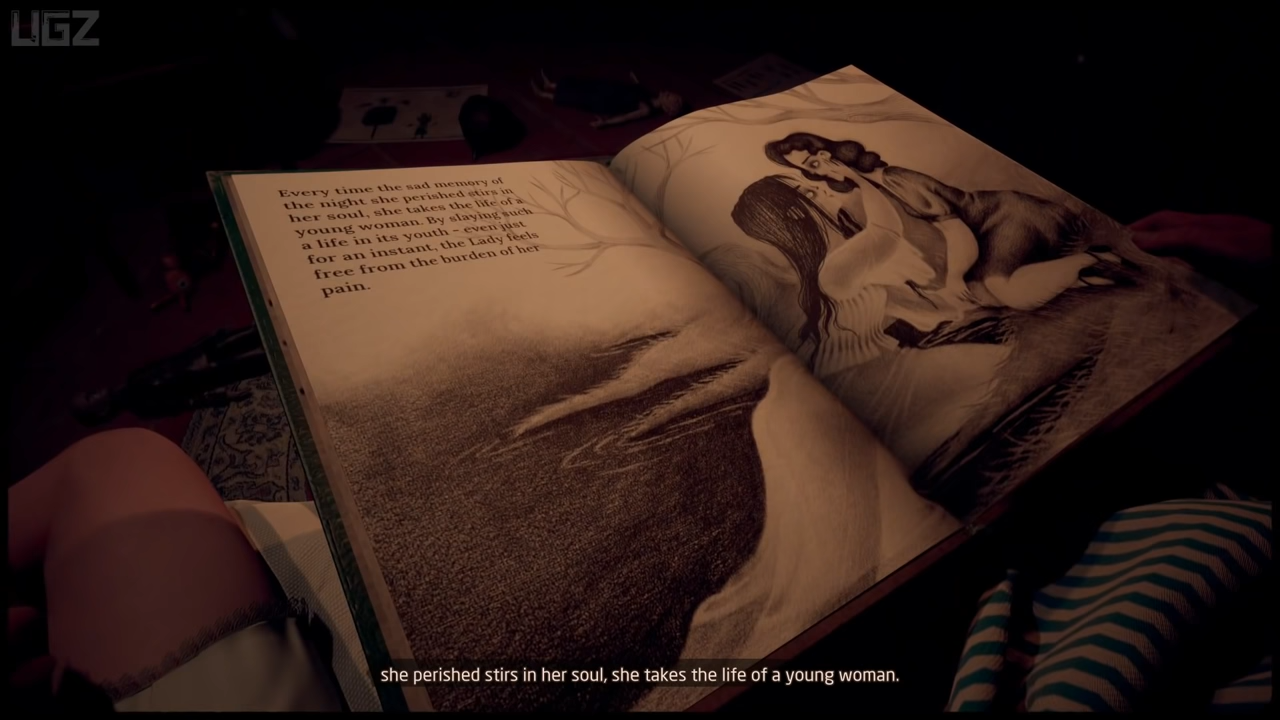 UGZ
Every time the sad memory of
the night she perished stirs in
her soul, she takes the life of a
young woman. By slaying such
a life in its youth – even just
for an instant, the Lady feels
free from the burden of her
pain.
she perished stirs in her soul, she takes the life of a young woman.